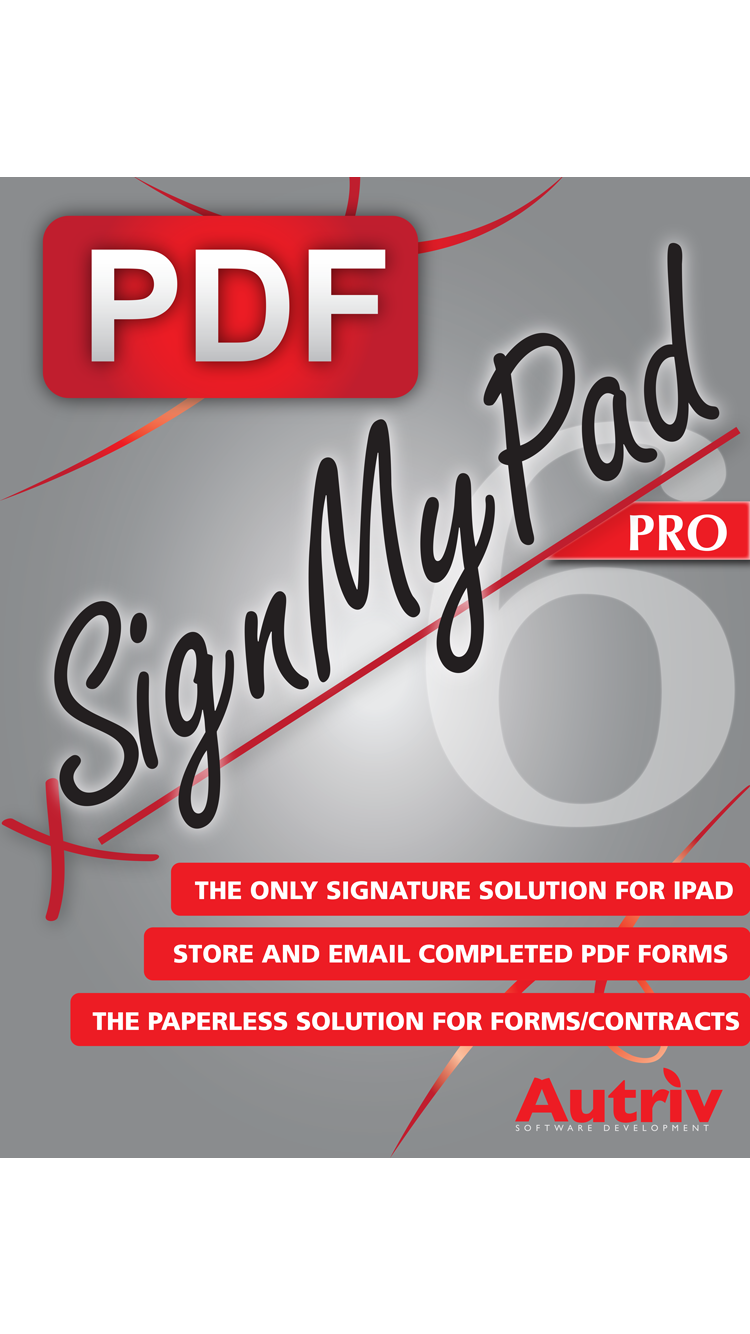 PDF
SignMyPad
6
PRO
THE ONLY SIGNATURE SOLUTION FOR IPAD
STORE AND EMAIL COMPLETED PDF FORMS
THE PAPERLESS SOLUTION FOR FORMS/CONTRACTS
Autriv
SOFTWARE DEVELOPMENT